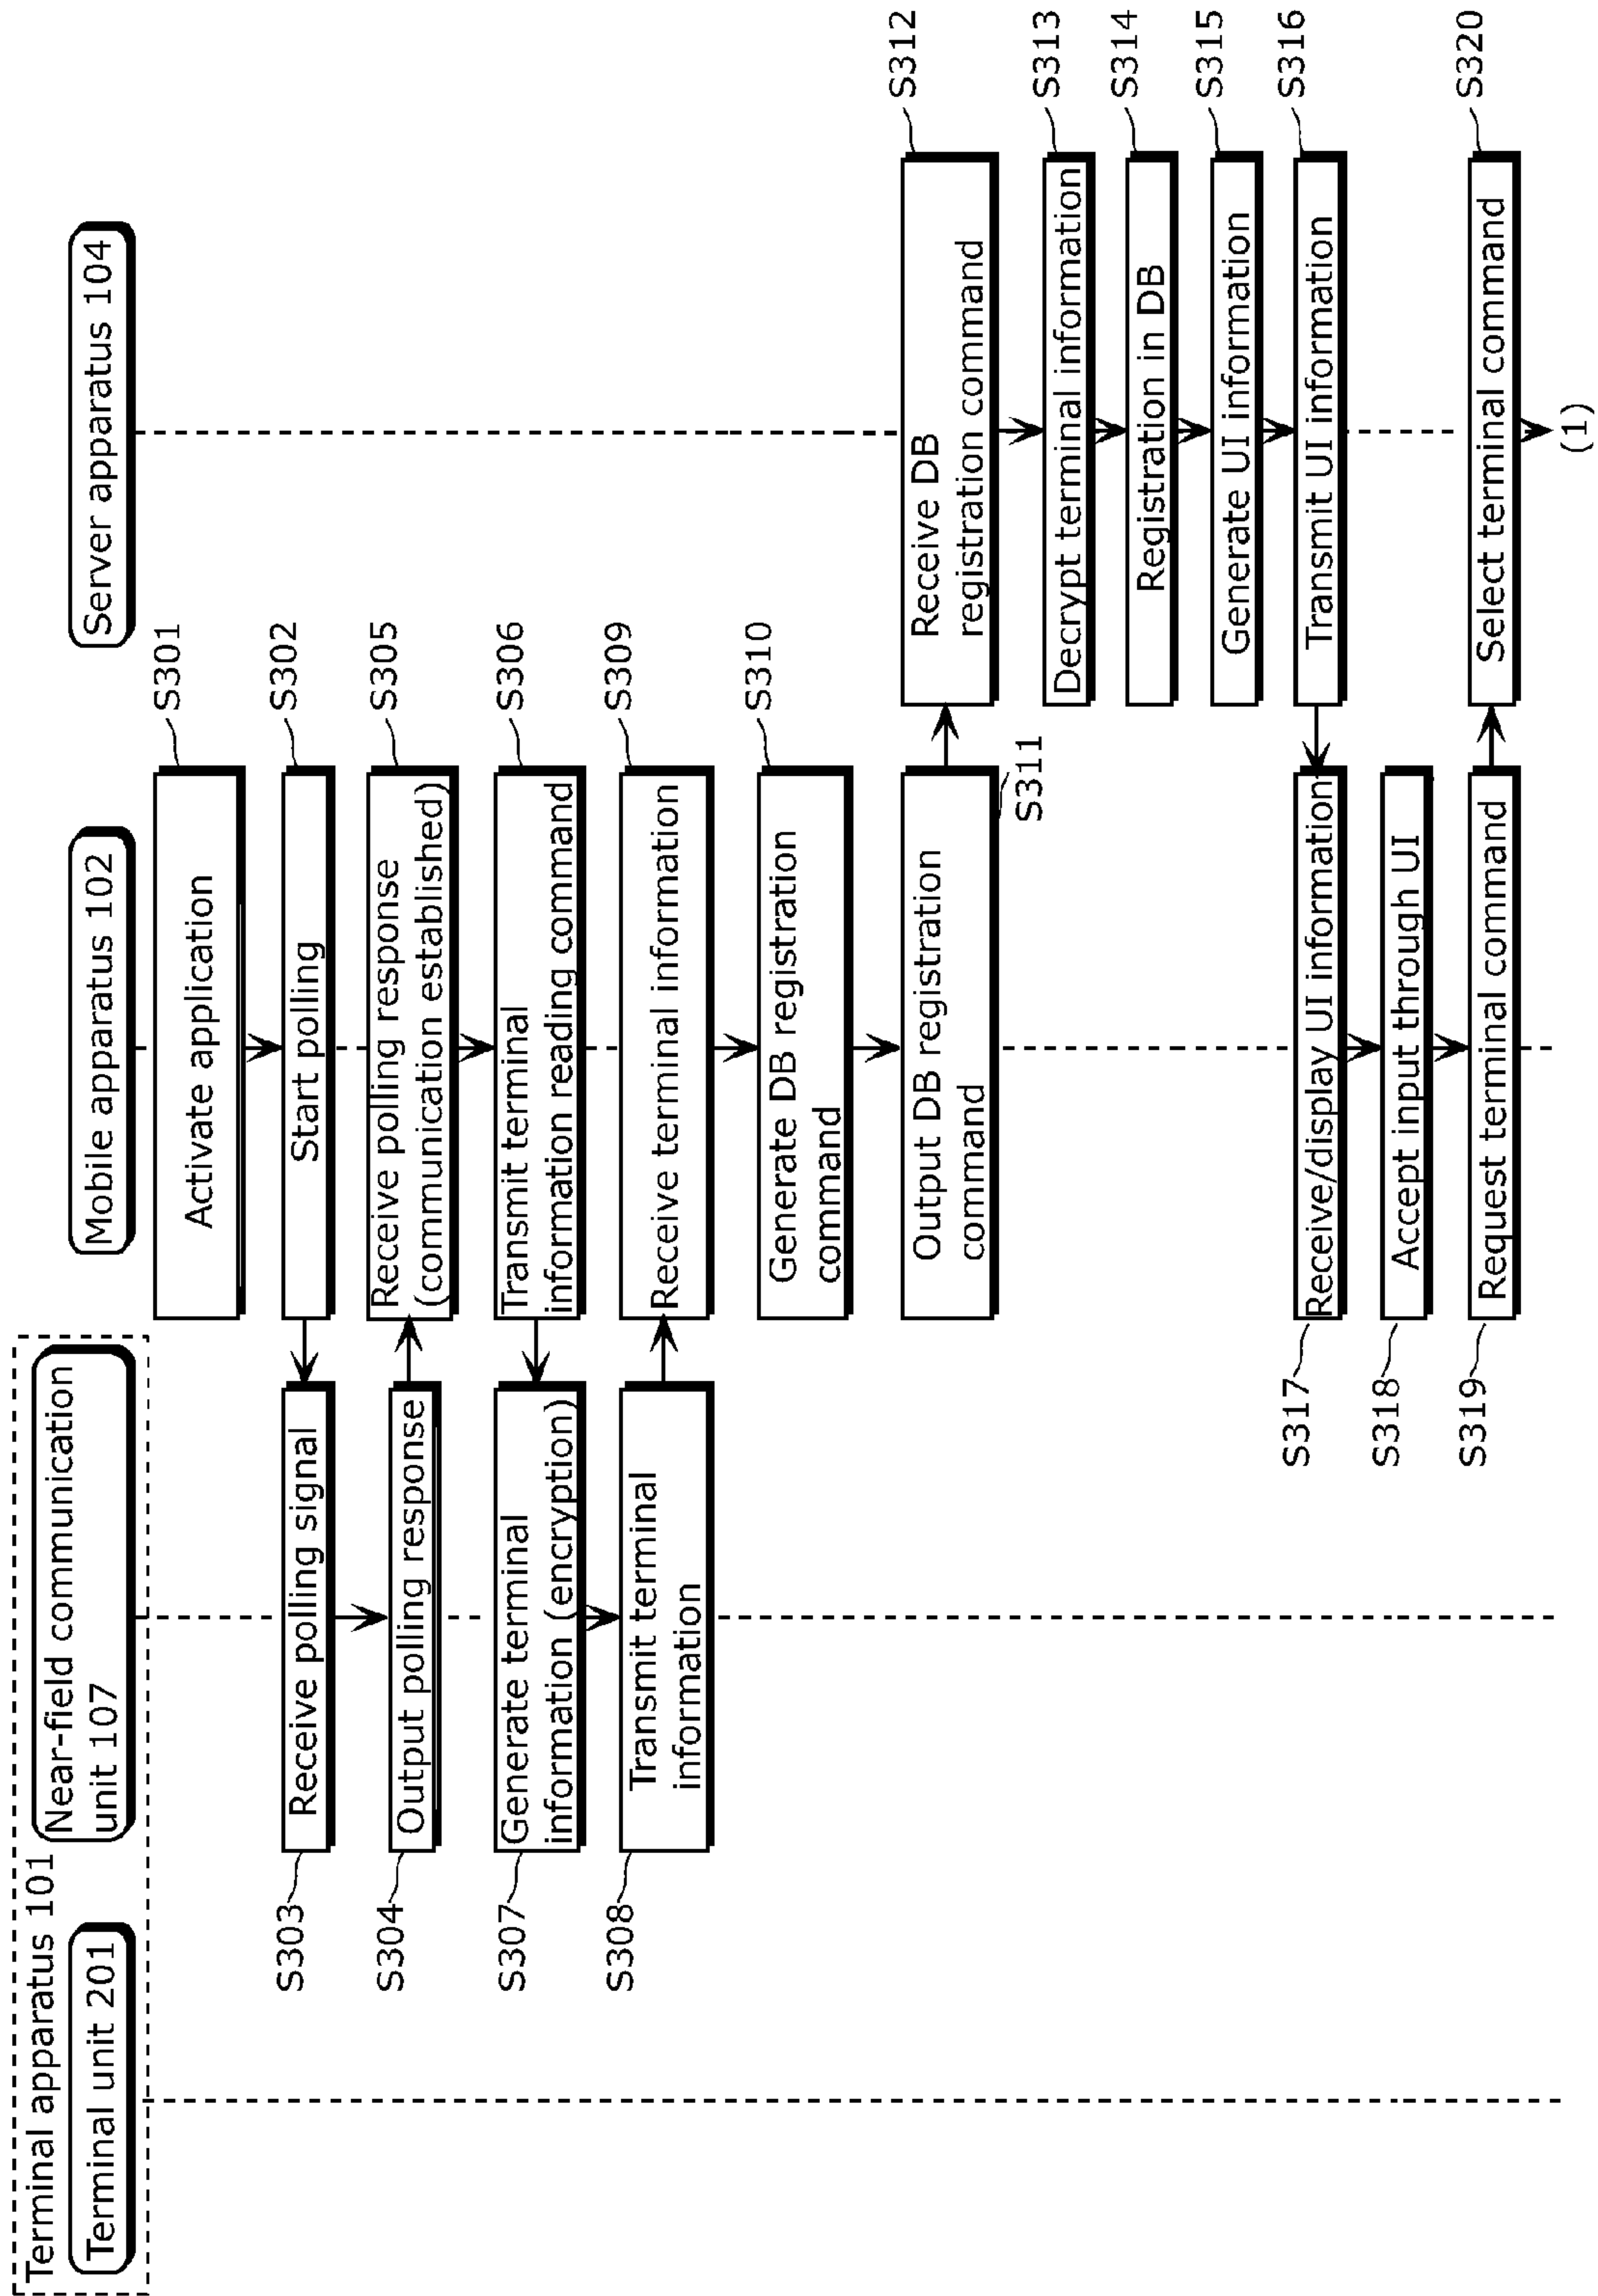 Terminal apparatus 101
Terminal unit 201
Near-field communication
unit 107
Mobile apparatus 102
Server apparatus 104
Activate application
S301
Start polling
S302
S303
Receive polling signal
S304
Output polling response
Receive polling response
(communication established)
S305
Transmit terminal
information reading command
S306
S307
Generate terminal
information (encryption)
S308
Transmit terminal
information
Receive terminal information
S309
Generate DB registration
command
S310
Output DB registration
command
S311
Receive DB
registration command
S312
Decrypt terminal information
S313
Registration in DB
S314
Generate UI information
S315
Transmit UI information
S316
S317
Receive/display UI information
S318
Accept input through UI
S319
Request terminal command
Select terminal command
S320
(1)